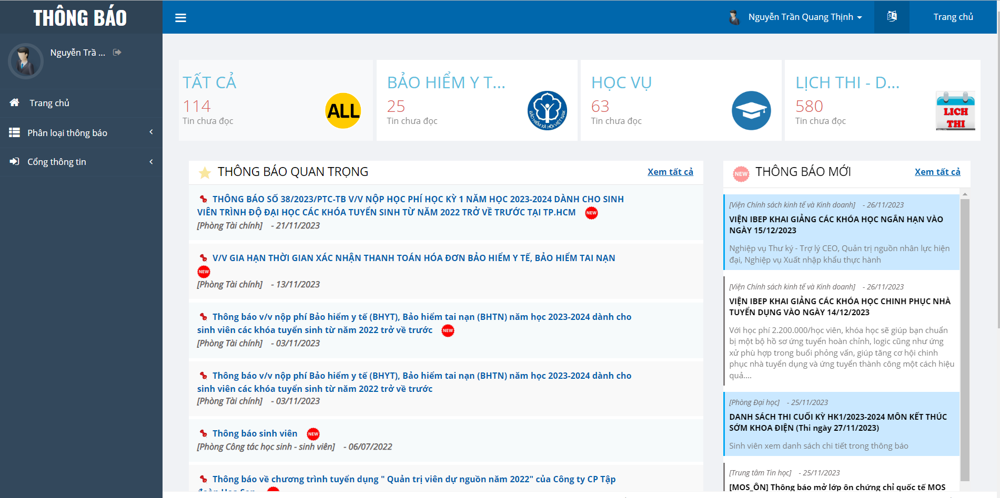 THÔNG BÁO
Nguyễn Trần Quang Thịnh
Trang chủ
Nguyễn Trầ ...
Trang chủ
Phân loại thông báo
Cổng thông tin
TẤT CẢ
114
Tin chưa đọc
ALL
BẢO HIỂM Y T...
25
Tin chưa đọc
BẢO HIỂM XÃ HỘI VIỆT NAM
HỌC VỤ
63
Tin chưa đọc
LỊCH THI - D...
580
Tin chưa đọc
LỊCH
THI
THÔNG BÁO QUAN TRỌNG
Xem tất cả
THÔNG BÁO SỐ 38/2023/PTC-TB V/V NỘP HỌC PHÍ HỌC KỲ 1 NĂM HỌC 2023-2024 DÀNH CHO SINH
VIÊN TRÌNH ĐỘ ĐẠI HỌC CÁC KHÓA TUYỂN SINH TỪ NĂM 2022 TRỞ VỀ TRƯỚC TẠI TP.HCM NEW
[Phòng Tài chính] - 21/11/2023
V/V GIA HẠN THỜI GIAN XÁC NHẬN THANH TOÁN HÓA ĐƠN BẢO HIỂM Y TẾ, BẢO HIỂM TAI NẠN
NEW
[Phòng Tài chính] - 13/11/2023
Thông báo v/v nộp phí Bảo hiểm y tế (BHYT), Bảo hiểm tai nạn (BHTN) năm học 2023-2024 dành cho
sinh viên các khóa tuyển sinh từ năm 2022 trở về trước NEW
[Phòng Tài chính] - 03/11/2023
Thông báo v/v nộp phí Bảo hiểm y tế (BHYT), Bảo hiểm tai nạn (BHTN) năm học 2023-2024 dành cho
sinh viên các khóa tuyển sinh từ năm 2022 trở về trước
[Phòng Tài chính] - 03/11/2023
Thông báo sinh viên NEW
[Phòng Công tác học sinh - sinh viên] - 06/07/2022
Thông báo về chương trình tuyển dụng " Quản trị viên dự nguồn năm 2022" của Công ty CP Tập
NEW THÔNG BÁO MỚI
Xem tất cả
[Viện Chính sách kinh tế và Kinh doanh] - 26/11/2023
VIỆN IBEP KHAI GIẢNG CÁC KHÓA HỌC NGẮN HẠN VÀO
NGÀY 15/12/2023
Nghiệp vụ Thư ký - Trợ lý CEO, Quản trị nguồn nhân lực hiện
đại, Nghiệp vụ Xuất nhập khẩu thực hành
[Viện Chính sách kinh tế và Kinh doanh] - 26/11/2023
VIỆN IBEP KHAI GIẢNG CÁC KHÓA HỌC CHINH PHỤC NHÀ
TUYỂN DỤNG VÀO NGÀY 14/12/2023
Với học phí 2.200.000/học viên, khóa học sẽ giúp bạn chuẩn
bị một bộ hồ sơ ứng tuyển hoàn chỉnh, logic cũng như ứng
xử phù hợp trong buổi phỏng vấn, giúp tăng cơ hội chinh
phục nhà tuyển dụng và ứng tuyển thành công một cách hiệu
quả....
[Phòng Đại học] - 25/11/2023
DANH SÁCH THI CUỐI KỲ HK1/2023-2024 MÔN KẾT THÚC
SỚM KHOA ĐIỆN (Thi ngày 27/11/2023)
Sinh viên xem danh sách chi tiết trong thông báo
[Trung tâm Tin học] - 25/11/2023
[MOS_ÔN] Thông báo mở lớp ôn chứng chỉ quốc tế MOS